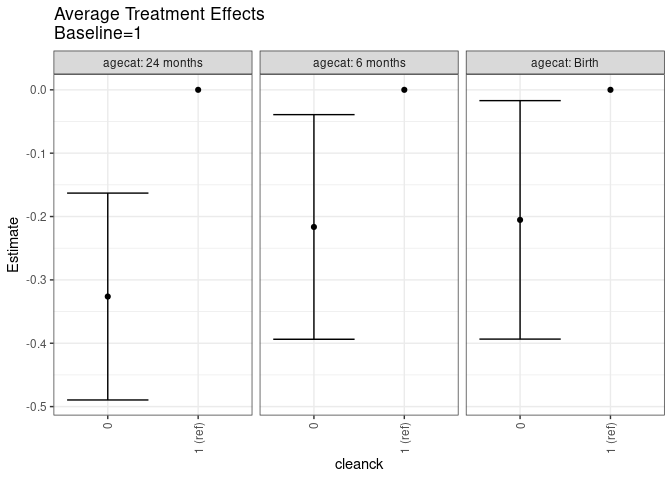 Average Treatment Effects
Baseline=1
agecat: 24 months
agecat: 6 months
agecat: Birth
0.0
-0.1
-0.2
-0.3
-0.4
-0.5
Estimate
0
1 (ref)
0
1 (ref)
0
1 (ref)
cleanck